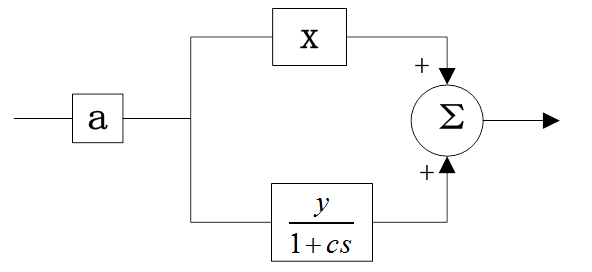 x
+
a
Σ
+
y
1+cs